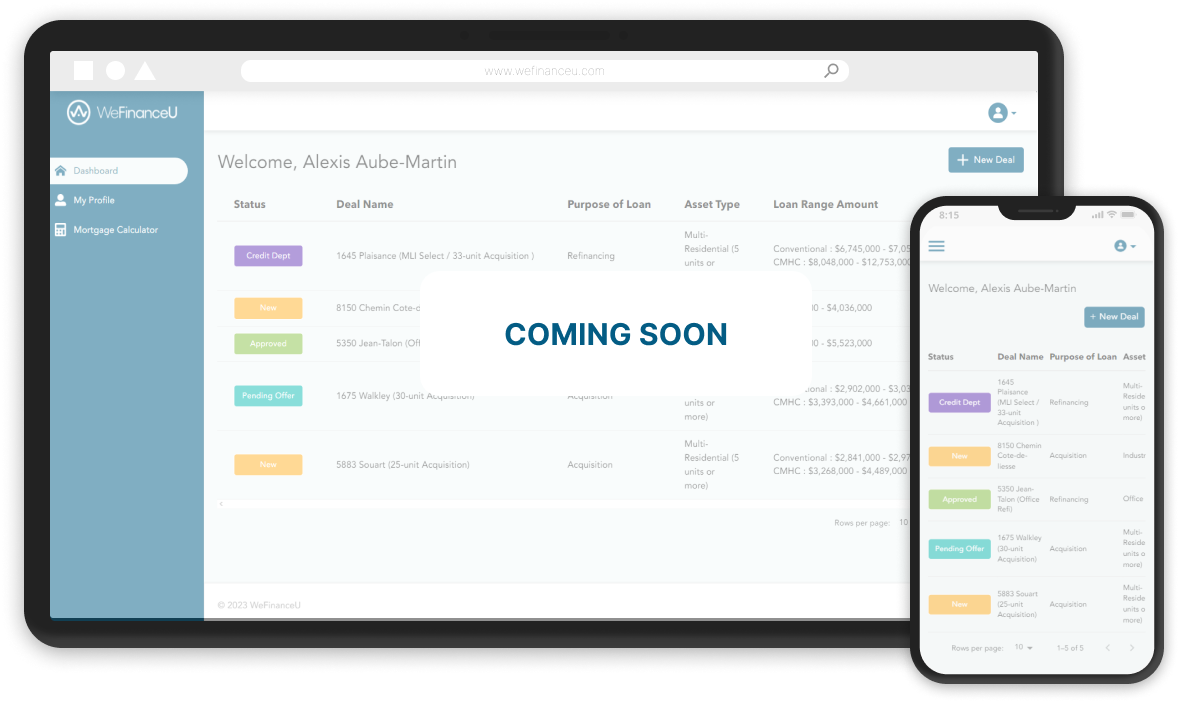 www.wefinanceu.com
WeFinanceU
Dashboard
My Profile
Mortgage Calculator
Welcome, Alexis Aube-Martin
+ New Deal
Status Deal Name Purpose of Loan Asset Type Loan Range Amount
Credit Dept 1645 Plaisance (MLI Select / 33-unit Acquisition ) Refinancing
Multi-
Residential (5
units or
Conventional : $6,745,000 - $7,05
CMHC : $8,048,000 - $12,753,000
New 8150 Chemin Cote-d 00 - $4,036,000
Approved 5350 Jean-Talon (Off 00 - $5,523,000
Pending Offer 1675 Walkley (30-unit Acquisition) Acquisition
units or
more)
ional : $2,902,000 - $3,03
CMHC : $3,393,000 - $4,661,000
New 5883 Souart (25-unit Acquisition) Acquisition
Multi-
Residential (5
units or
more)
Conventional : $2,841,000 - $2,97
CMHC : $3,268,000 - $4,489,000
Rows per page: 10
© 2023 WeFinanceU
COMING SOON
8:15
Welcome, Alexis Aube-Martin
+ New Deal
Status Deal Name Purpose of Loan Asset
Credit Dept
1645
Plaisance
(MLI Select /
33-unit
Acquisition )
Refinancing
Multi-
Reside
units o
more)
New
8150 Chemin
Cote-de-
liesse
Acquisition
Industr
Approved
5350 Jean-
Talon (Office
Refi)
Refinancing
Office
Pending Offer
1675 Walkley
(30-unit
Acquisition)
Acquisition
Multi-
Reside
units o
more)
New
5883 Souart
(25-unit
Acquisition)
Acquisition
Multi-
Reside
units o
more)
Rows per page: 10 1–5 of 5